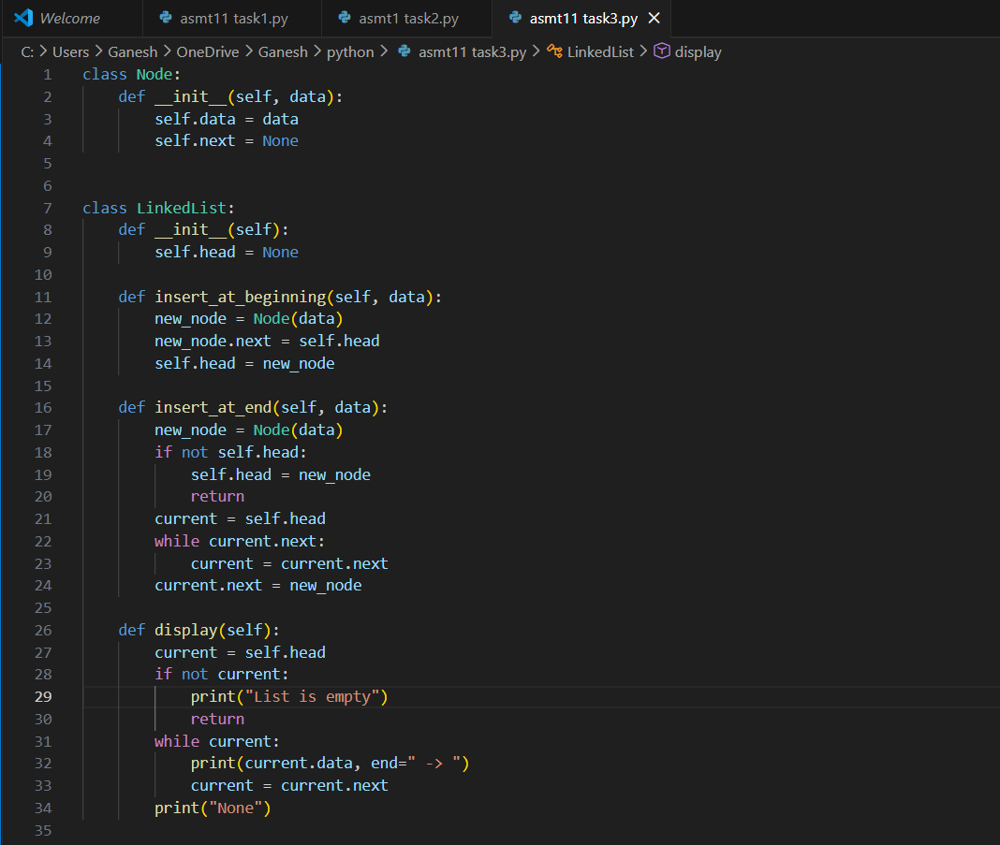 Welcome asmt11 task1.py asmt1 task2.py asmt11 task3.py
C: > Users > Ganesh > OneDrive > Ganesh > python > asmt11 task3.py > LinkedList > display
1 class Node:
2     def __init__(self, data):
3         self.data = data
4         self.next = None
5
6
7 class LinkedList:
8     def __init__(self):
9         self.head = None
10
11     def insert_at_beginning(self, data):
12         new_node = Node(data)
13         new_node.next = self.head
14         self.head = new_node
15
16     def insert_at_end(self, data):
17         new_node = Node(data)
18         if not self.head:
19             self.head = new_node
20             return
21         current = self.head
22         while current.next:
23             current = current.next
24         current.next = new_node
25
26     def display(self):
27         current = self.head
28         if not current:
29             print("List is empty")
30             return
31         while current:
32             print(current.data, end=" -> ")
33             current = current.next
34         print("None")
35